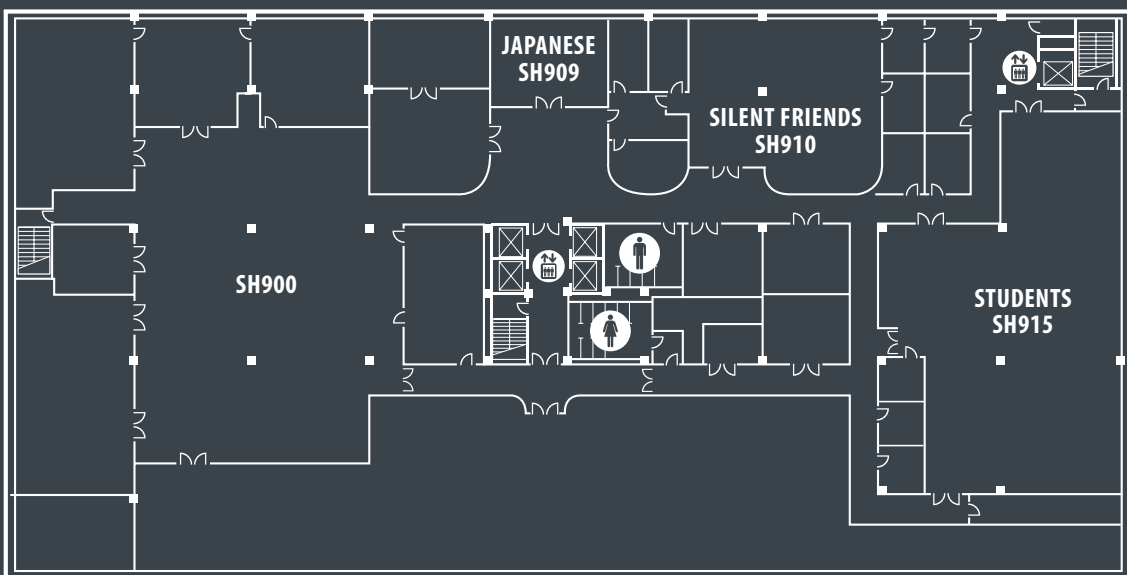 JAPANESE
SH909
SILENT FRIENDS
SH910
SH900
STUDENTS
SH915